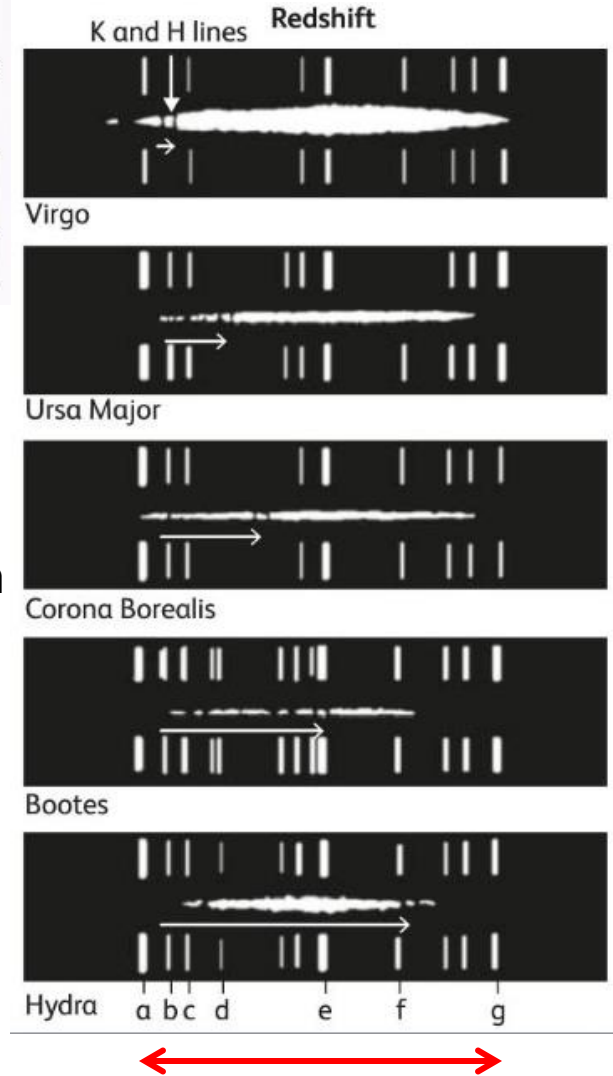 Redshift
K and H lines
Virgo
Ursa Major
Corona Borealis
Bootes
Hydra a b c d e f g